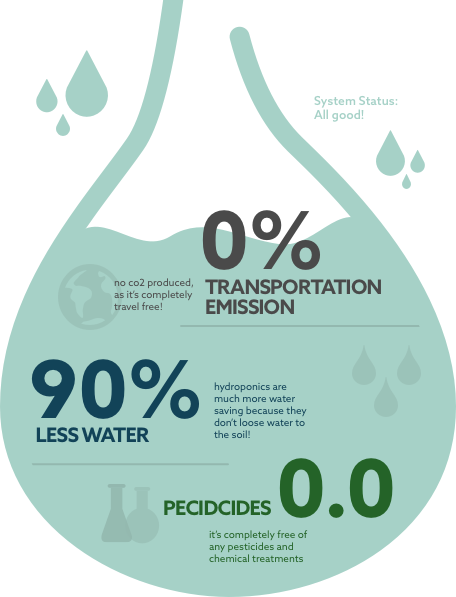 System Status:
All good!
0%
TRANSPORTATION
EMISSION
no co2 produced,
as it's completely
travel free!
90%
LESS WATER
hydroponics are
much more water
saving because they
don't loose water to
the soil!
PECIDCIDES 0.0
it's completely free of
any pesticides and
chemical treatments